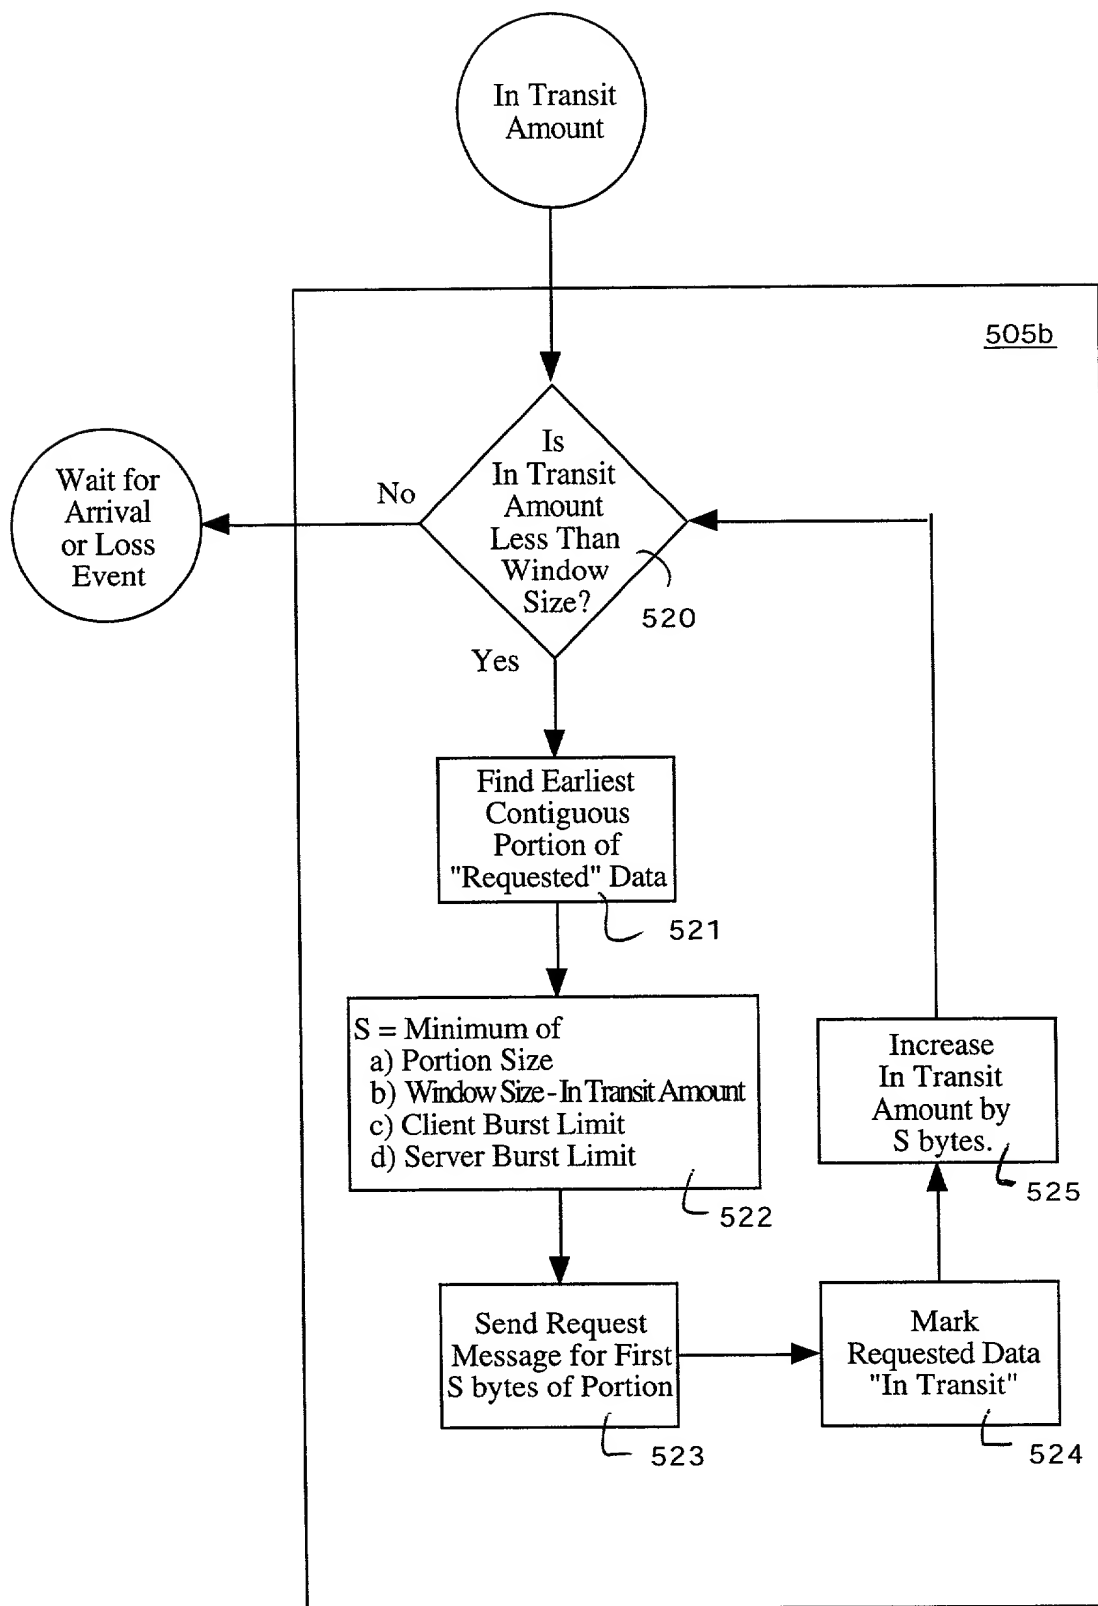 In Transit
Amount
505b
Is
In Transit
Amount
Less Than
Window
Size?
520
No
Wait for
Arrival
or Loss
Event
Yes
Find Earliest
Contiguous
Portion of
"Requested" Data
521
S = Minimum of
a) Portion Size
b) Window Size - In Transit Amount
c) Client Burst Limit
d) Server Burst Limit
522
Send Request
Message for First
S bytes of Portion
523
Mark
Requested Data
"In Transit"
524
Increase
In Transit
Amount by
S bytes.
525